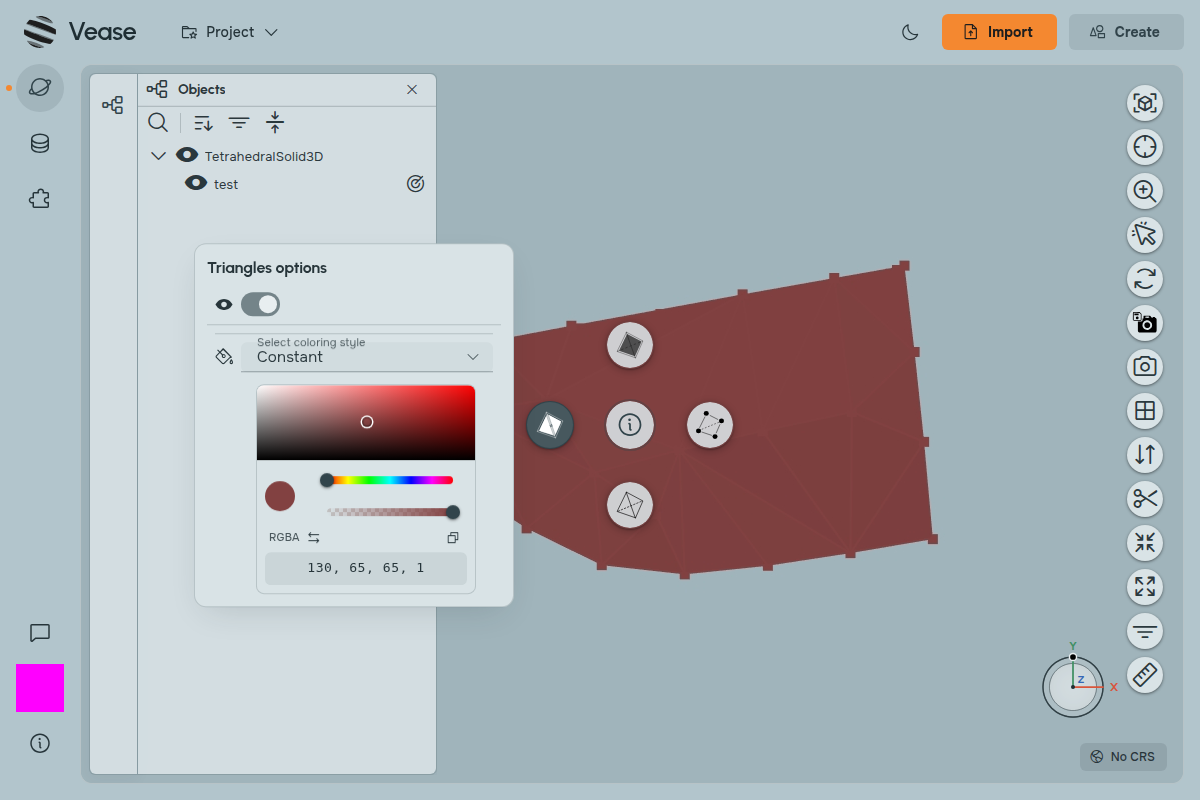 Vease
Project
Import
Create
Objects
TetrahedralSolid3D
test
Triangles options
Select coloring style
Constant
RGBA
130, 65, 65, 1
Y
Z
X
No CRS